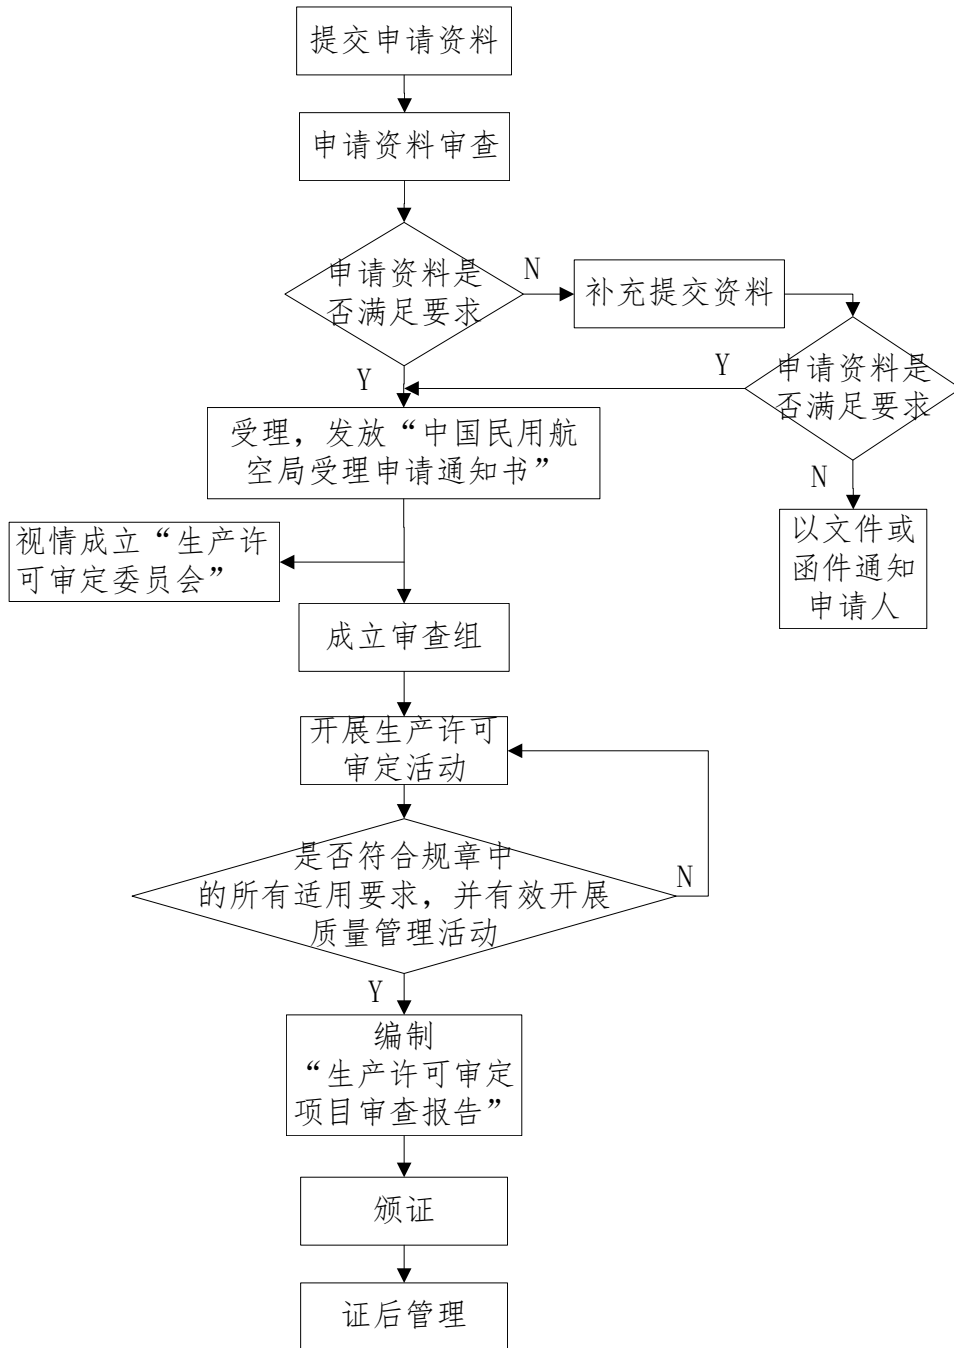 提交申请资料
申请资料审查
申请资料是
否满足要求
N
补充提交资料
申请资料是
否满足要求
Y
Y
N
受理，发放“中国民用航
空局受理申请通知书”
以文件或
函件通知
申请人
视情成立“生产许
可审定委员会”
成立审查组
开展生产许可
审定活动
是否符合规章中
的所有适用要求，并有效开展
质量管理活动
N
Y
编制
“生产许可审定
项目审查报告”
颁证
证后管理